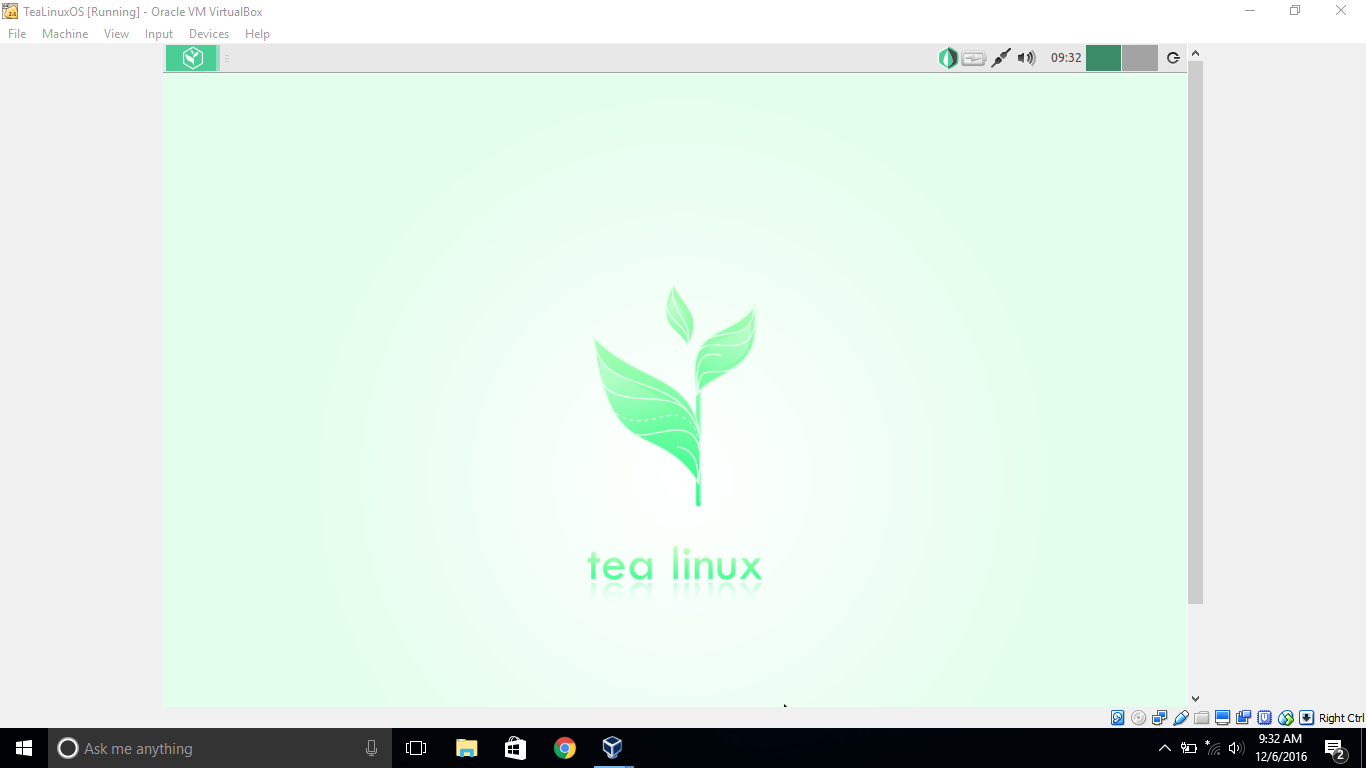 TeaLinuxOS [Running] - Oracle VM VirtualBox
File Machine View Input Devices Help
09:32
tea linux
Right Ctrl
Ask me anything
9:32 AM
12/6/2016
2